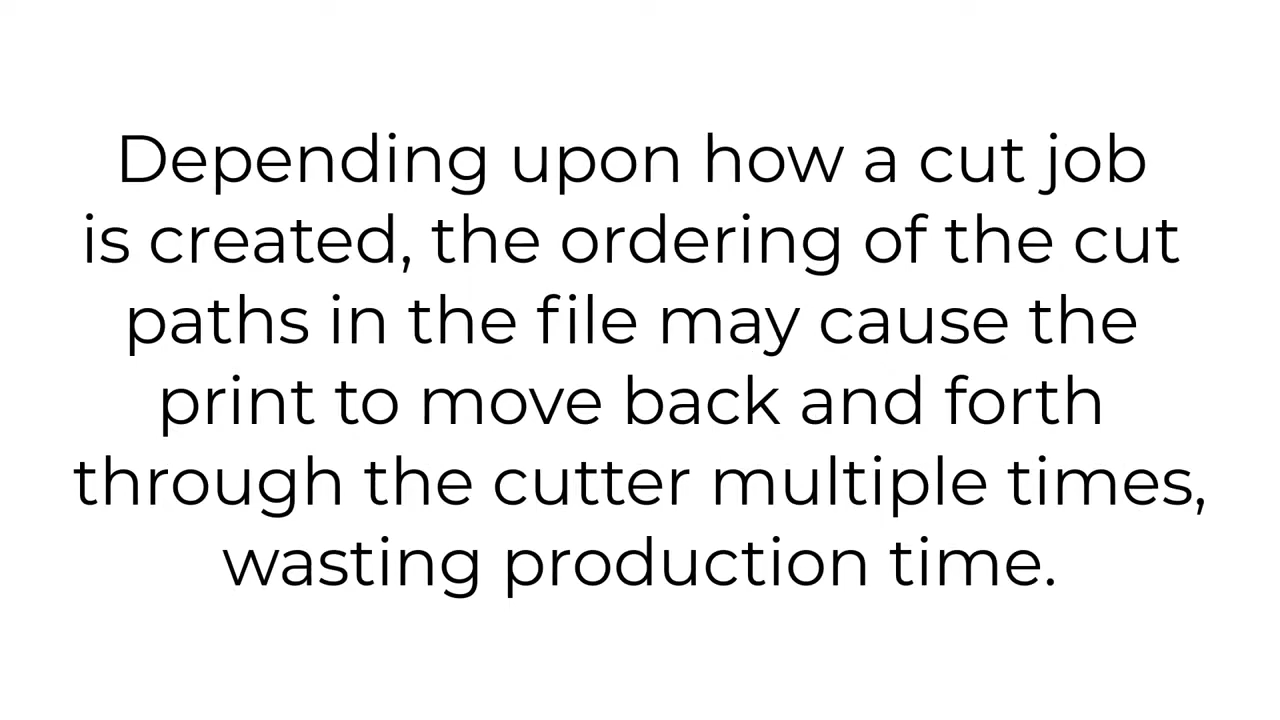 Depending upon how a cut job
is created, the ordering of the cut
paths in the file may cause the
print to move back and forth
through the cutter multiple times,
wasting production time.